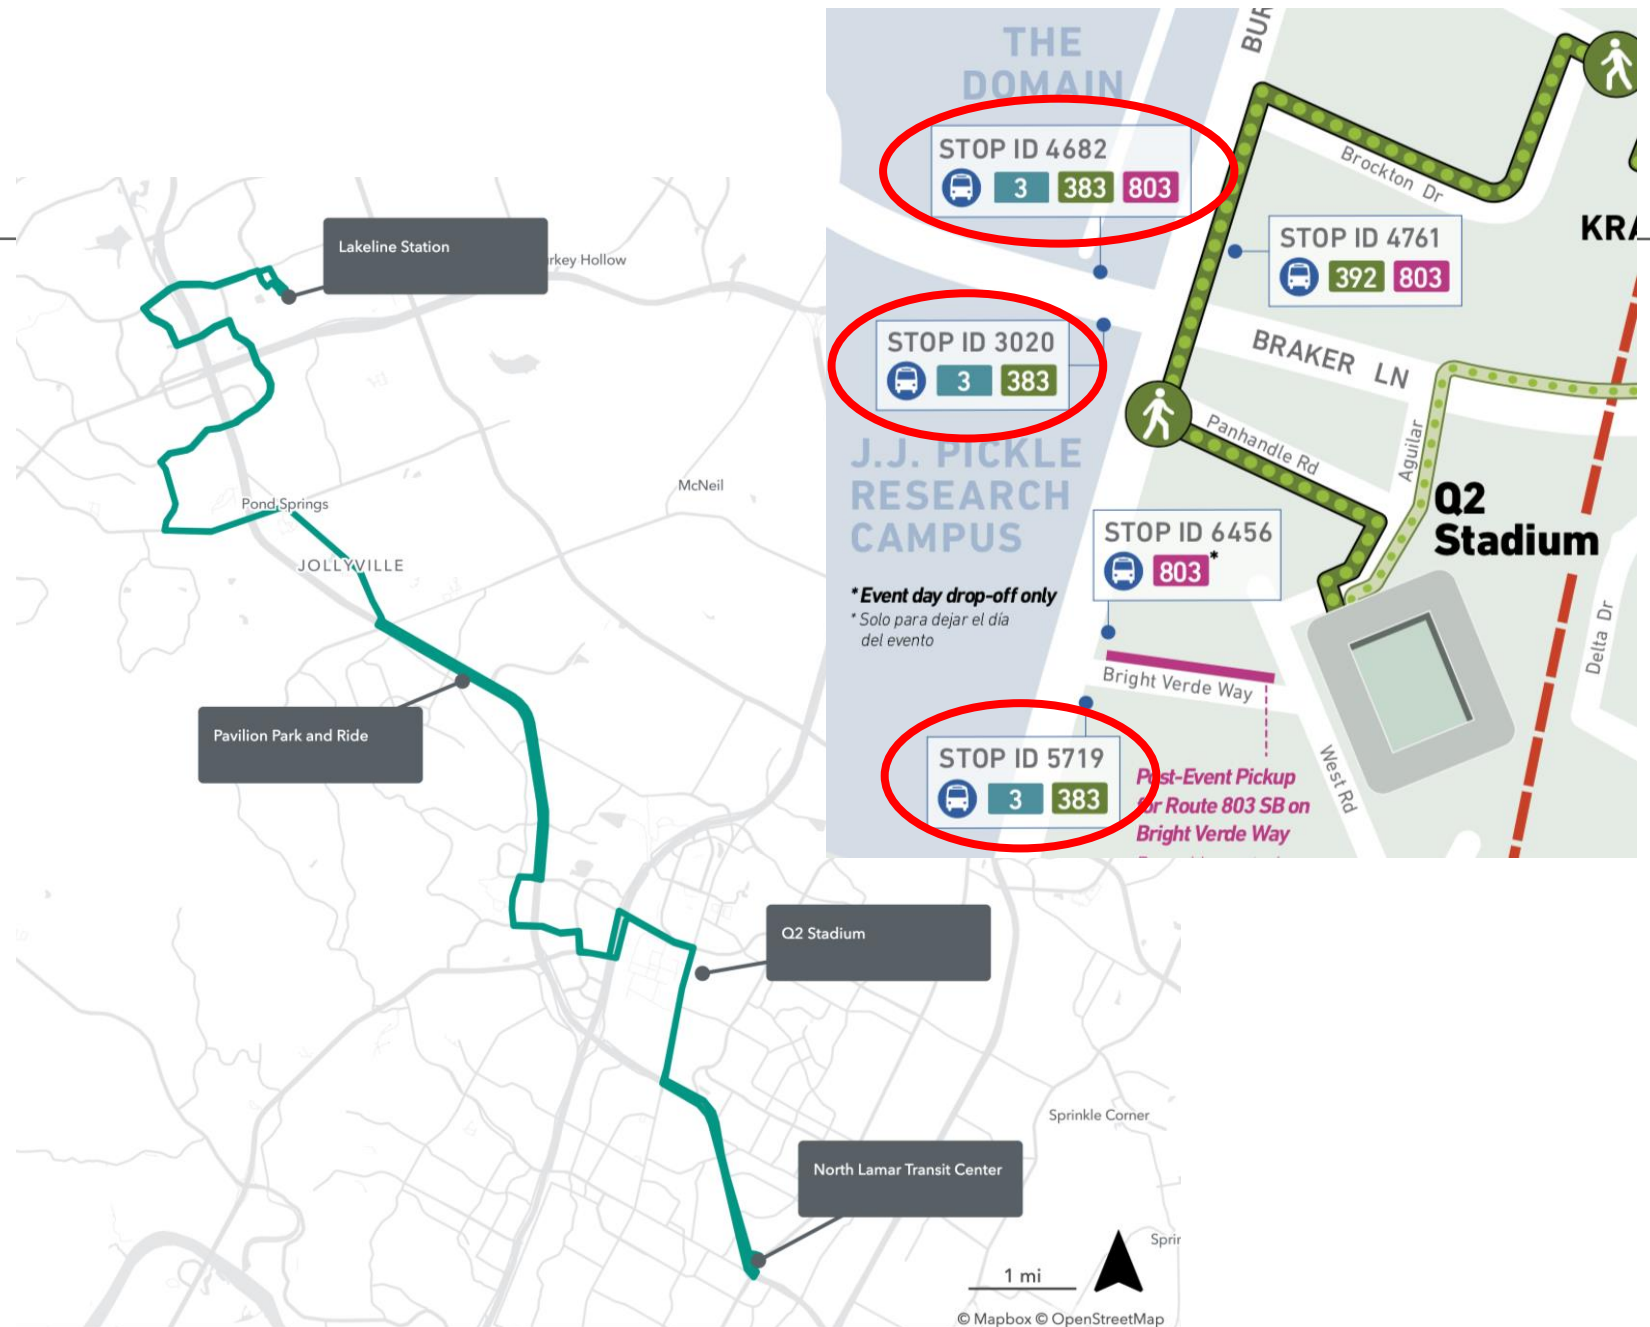 Lakeline Station
rkey Hollow
McNeil
Pond Springs
JOLLYVILLE
Pavilion Park and Ride
Q2 Stadium
Sprinkle Corner
North Lamar Transit Center
Sprin
1 mi
© Mapbox © OpenStreetMap
THE
DOMAIN
BUR
STOP ID 4682
3 383 803
Brockton Dr
KRA
STOP ID 4761
392 803
STOP ID 3020
3 383
BRAKER LN
Panhandle Rd
Aguilar
J.J. PICKLE
RESEARCH
CAMPUS
Q2
Stadium
STOP ID 6456
803*
* Event day drop-off only
* Solo para dejar el día
del evento
Delta Dr
Bright Verde Way
STOP ID 5719
3 383
West Rd
Post-Event Pickup
for Route 803 SB on
Bright Verde Way